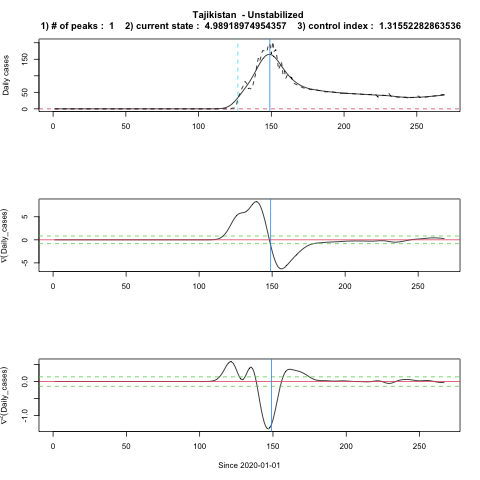 Tajikistan - Unstabilized
1) # of peaks : 1 2) current state : 4.98918974954357 3) control index : 1.31552282863536
Daily cases
0 50 150
0 50 100 150 200 250
∇(Daily_cases)
-5 0 5
0 50 100 150 200 250
∇²(Daily_cases)
-1.0 0.0
0 50 100 150 200 250
Since 2020-01-01